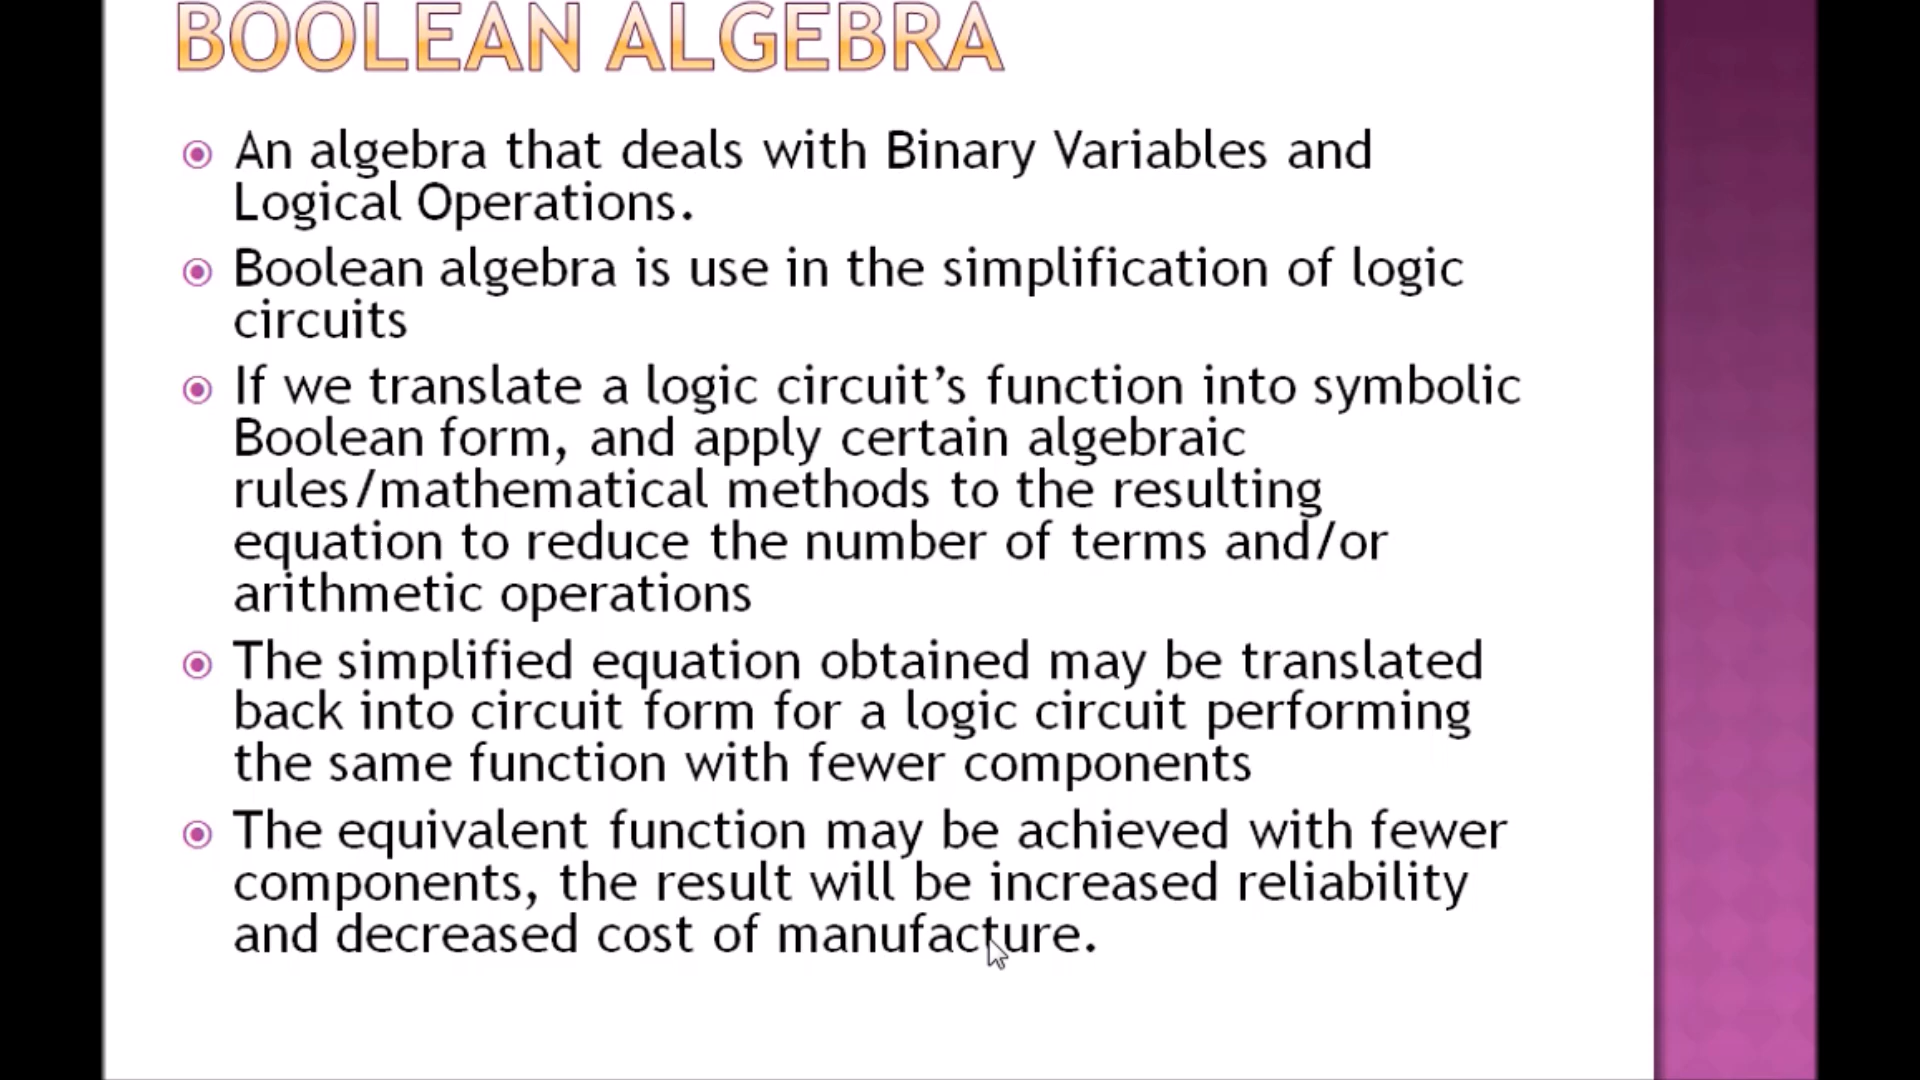 BOOLEAN ALGEBRA
An algebra that deals with Binary Variables and
Logical Operations.
Boolean algebra is use in the simplification of logic
circuits
If we translate a logic circuit’s function into symbolic
Boolean form, and apply certain algebraic
rules/mathematical methods to the resulting
equation to reduce the number of terms and/or
arithmetic operations
The simplified equation obtained may be translated
back into circuit form for a logic circuit performing
the same function with fewer components
The equivalent function may be achieved with fewer
components, the result will be increased reliability
and decreased cost of manufacture.